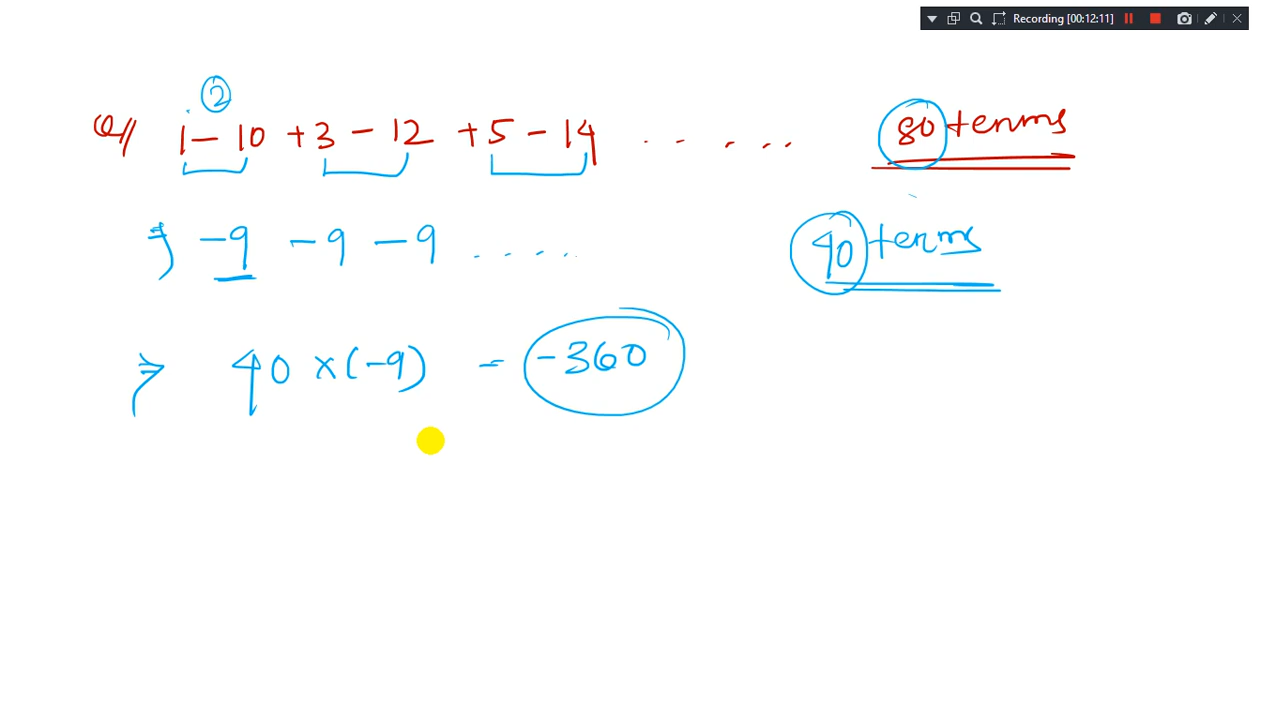 Recording [00:12:11]
2
Q// 1 - 10 + 3 - 12 + 5 - 14 ...... 80 terms
⇒ -9 -9 -9 ..... 40 terms
⇒ 40 × (-9) = -360